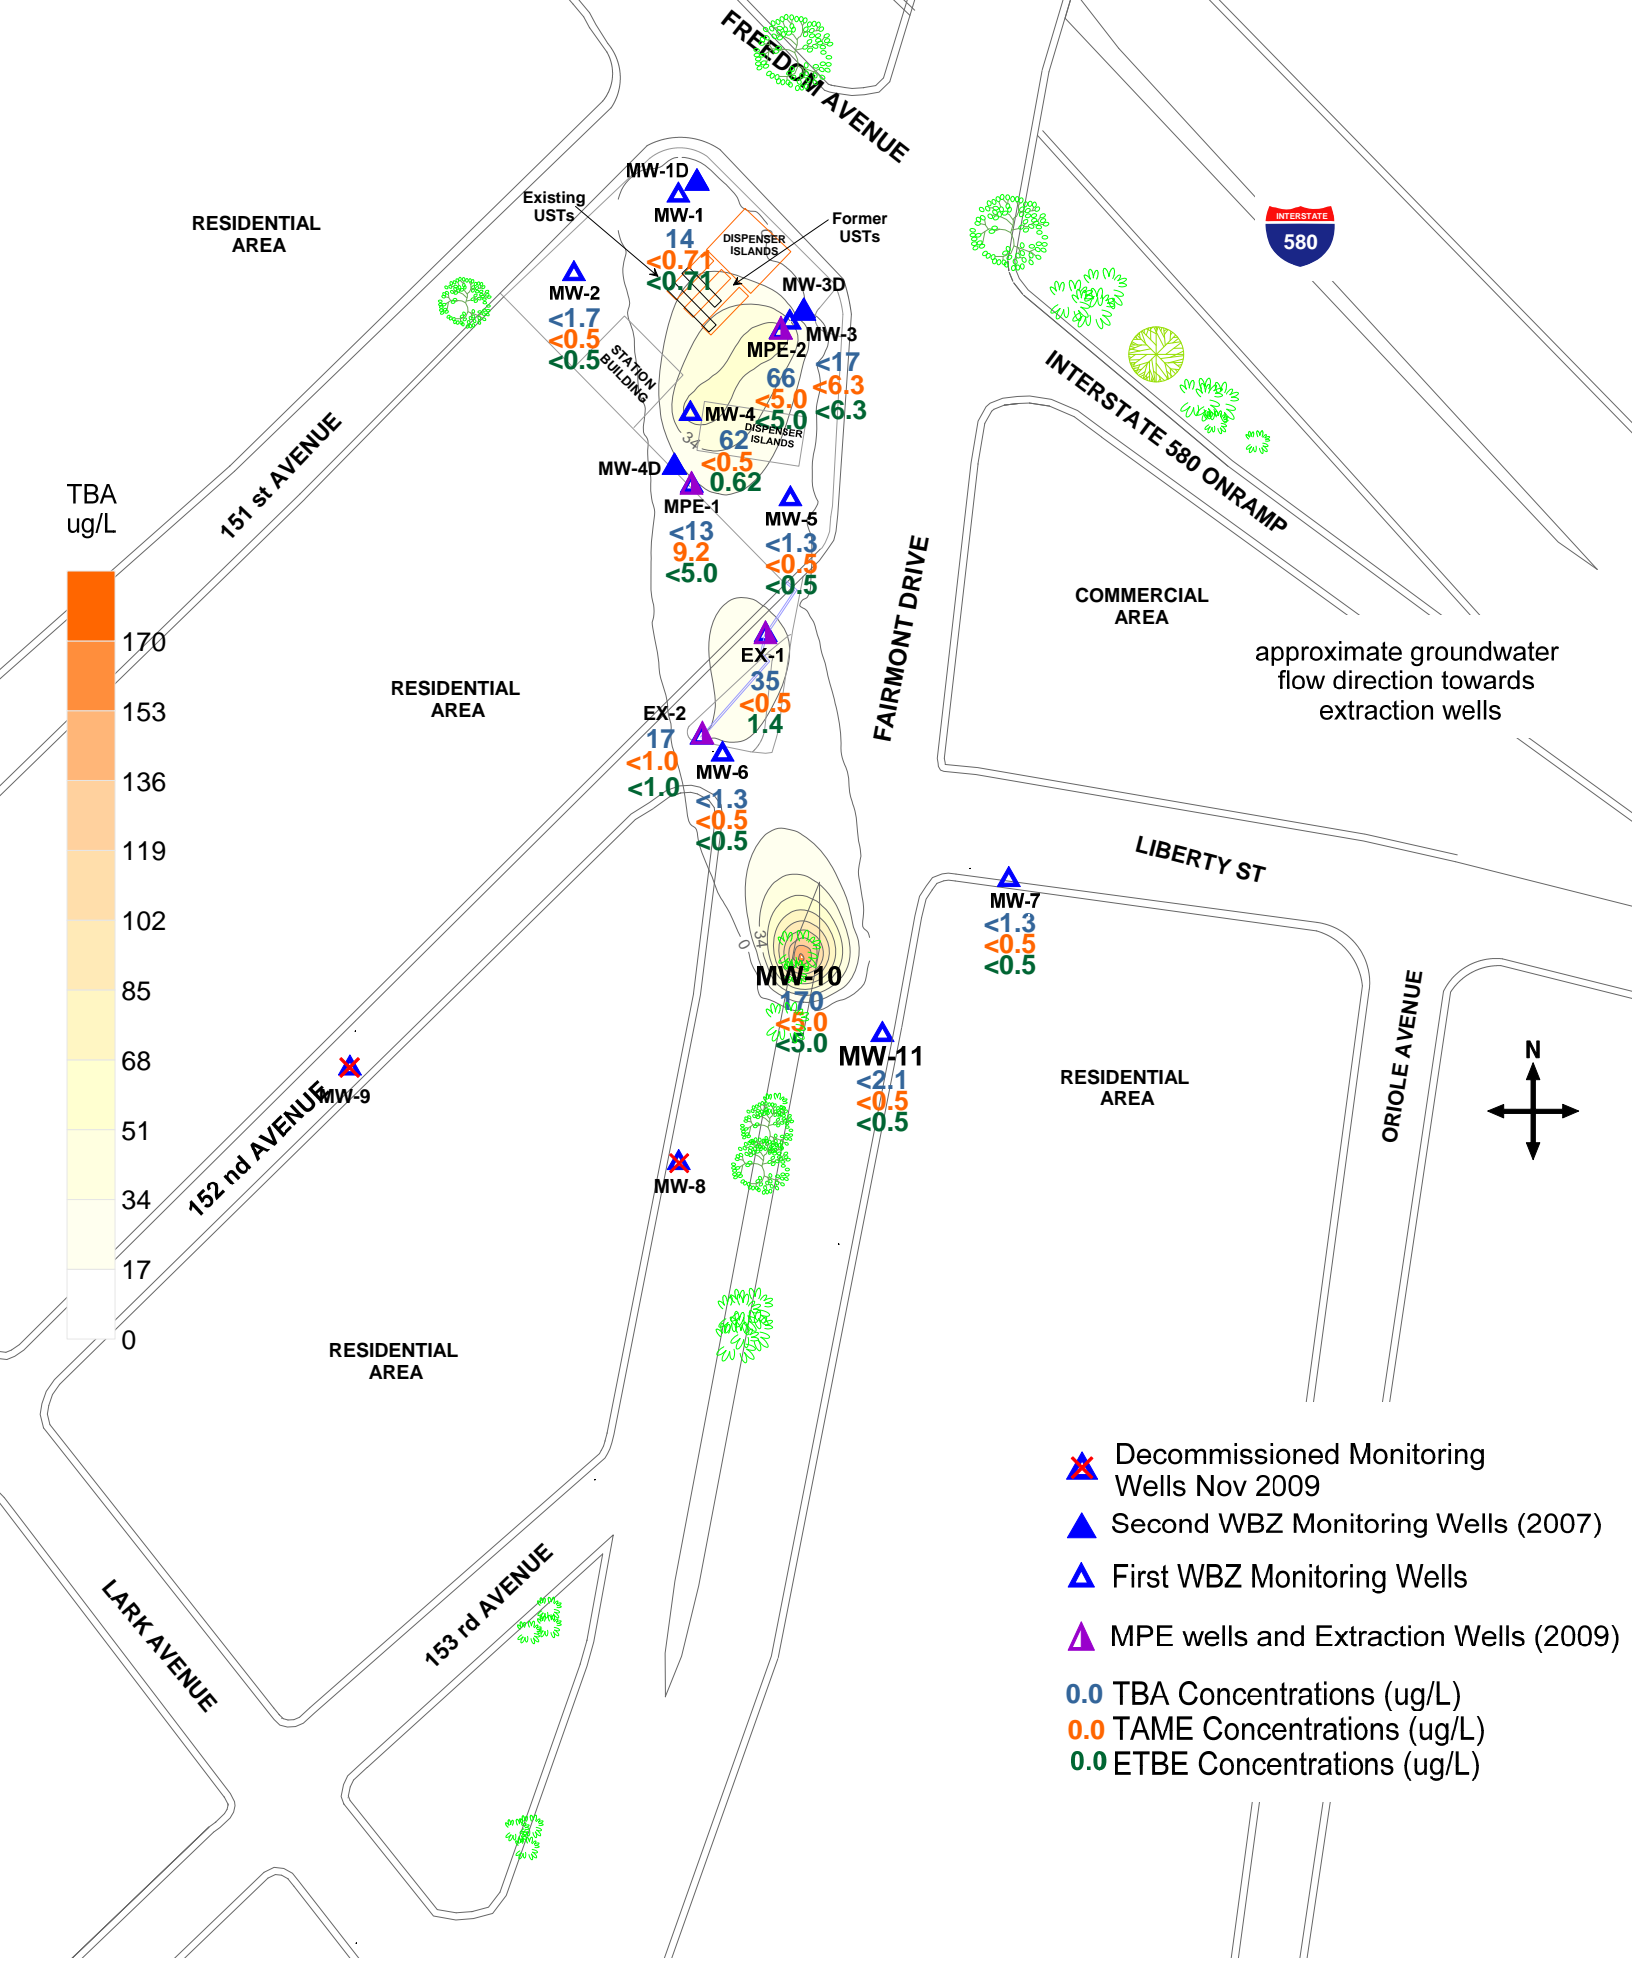 FREEDOM AVENUE
MW-1D
Existing
USTs
MW-1
14
<0.71
<0.71
DISPENSER
ISLANDS
Former
USTs
RESIDENTIAL
AREA
INTERSTATE
580
MW-2
<1.7
<0.5
<0.5
MW-3D
MW-3
<17
<6.3
<6.3
MPE-2
66
<5.0
<5.0
STATION
BUILDING
MW-4
62
<0.5
0.62
34
DISPENSER
ISLANDS
MW-4D
MPE-1
<13
9.2
<5.0
MW-5
<1.3
<0.5
<0.5
INTERSTATE 580 ONRAMP
151 st AVENUE
TBA
ug/L
170
153
136
119
102
85
68
51
34
17
0
COMMERCIAL
AREA
FAIRMONT DRIVE
approximate groundwater
flow direction towards
extraction wells
RESIDENTIAL
AREA
EX-1
35
<0.5
1.4
EX-2
17
<1.0
<1.0
MW-6
<1.3
<0.5
<0.5
LIBERTY ST
MW-7
<1.3
<0.5
<0.5
0
34
MW-10
170
<5.0
<5.0
MW-11
<2.1
<0.5
<0.5
RESIDENTIAL
AREA
ORIOLE AVENUE
N
MW-9
152 nd AVENUE
MW-8
RESIDENTIAL
AREA
153 rd AVENUE
LARK AVENUE
Decommissioned Monitoring
Wells Nov 2009
Second WBZ Monitoring Wells (2007)
First WBZ Monitoring Wells
MPE wells and Extraction Wells (2009)
0.0 TBA Concentrations (ug/L)
0.0 TAME Concentrations (ug/L)
0.0 ETBE Concentrations (ug/L)